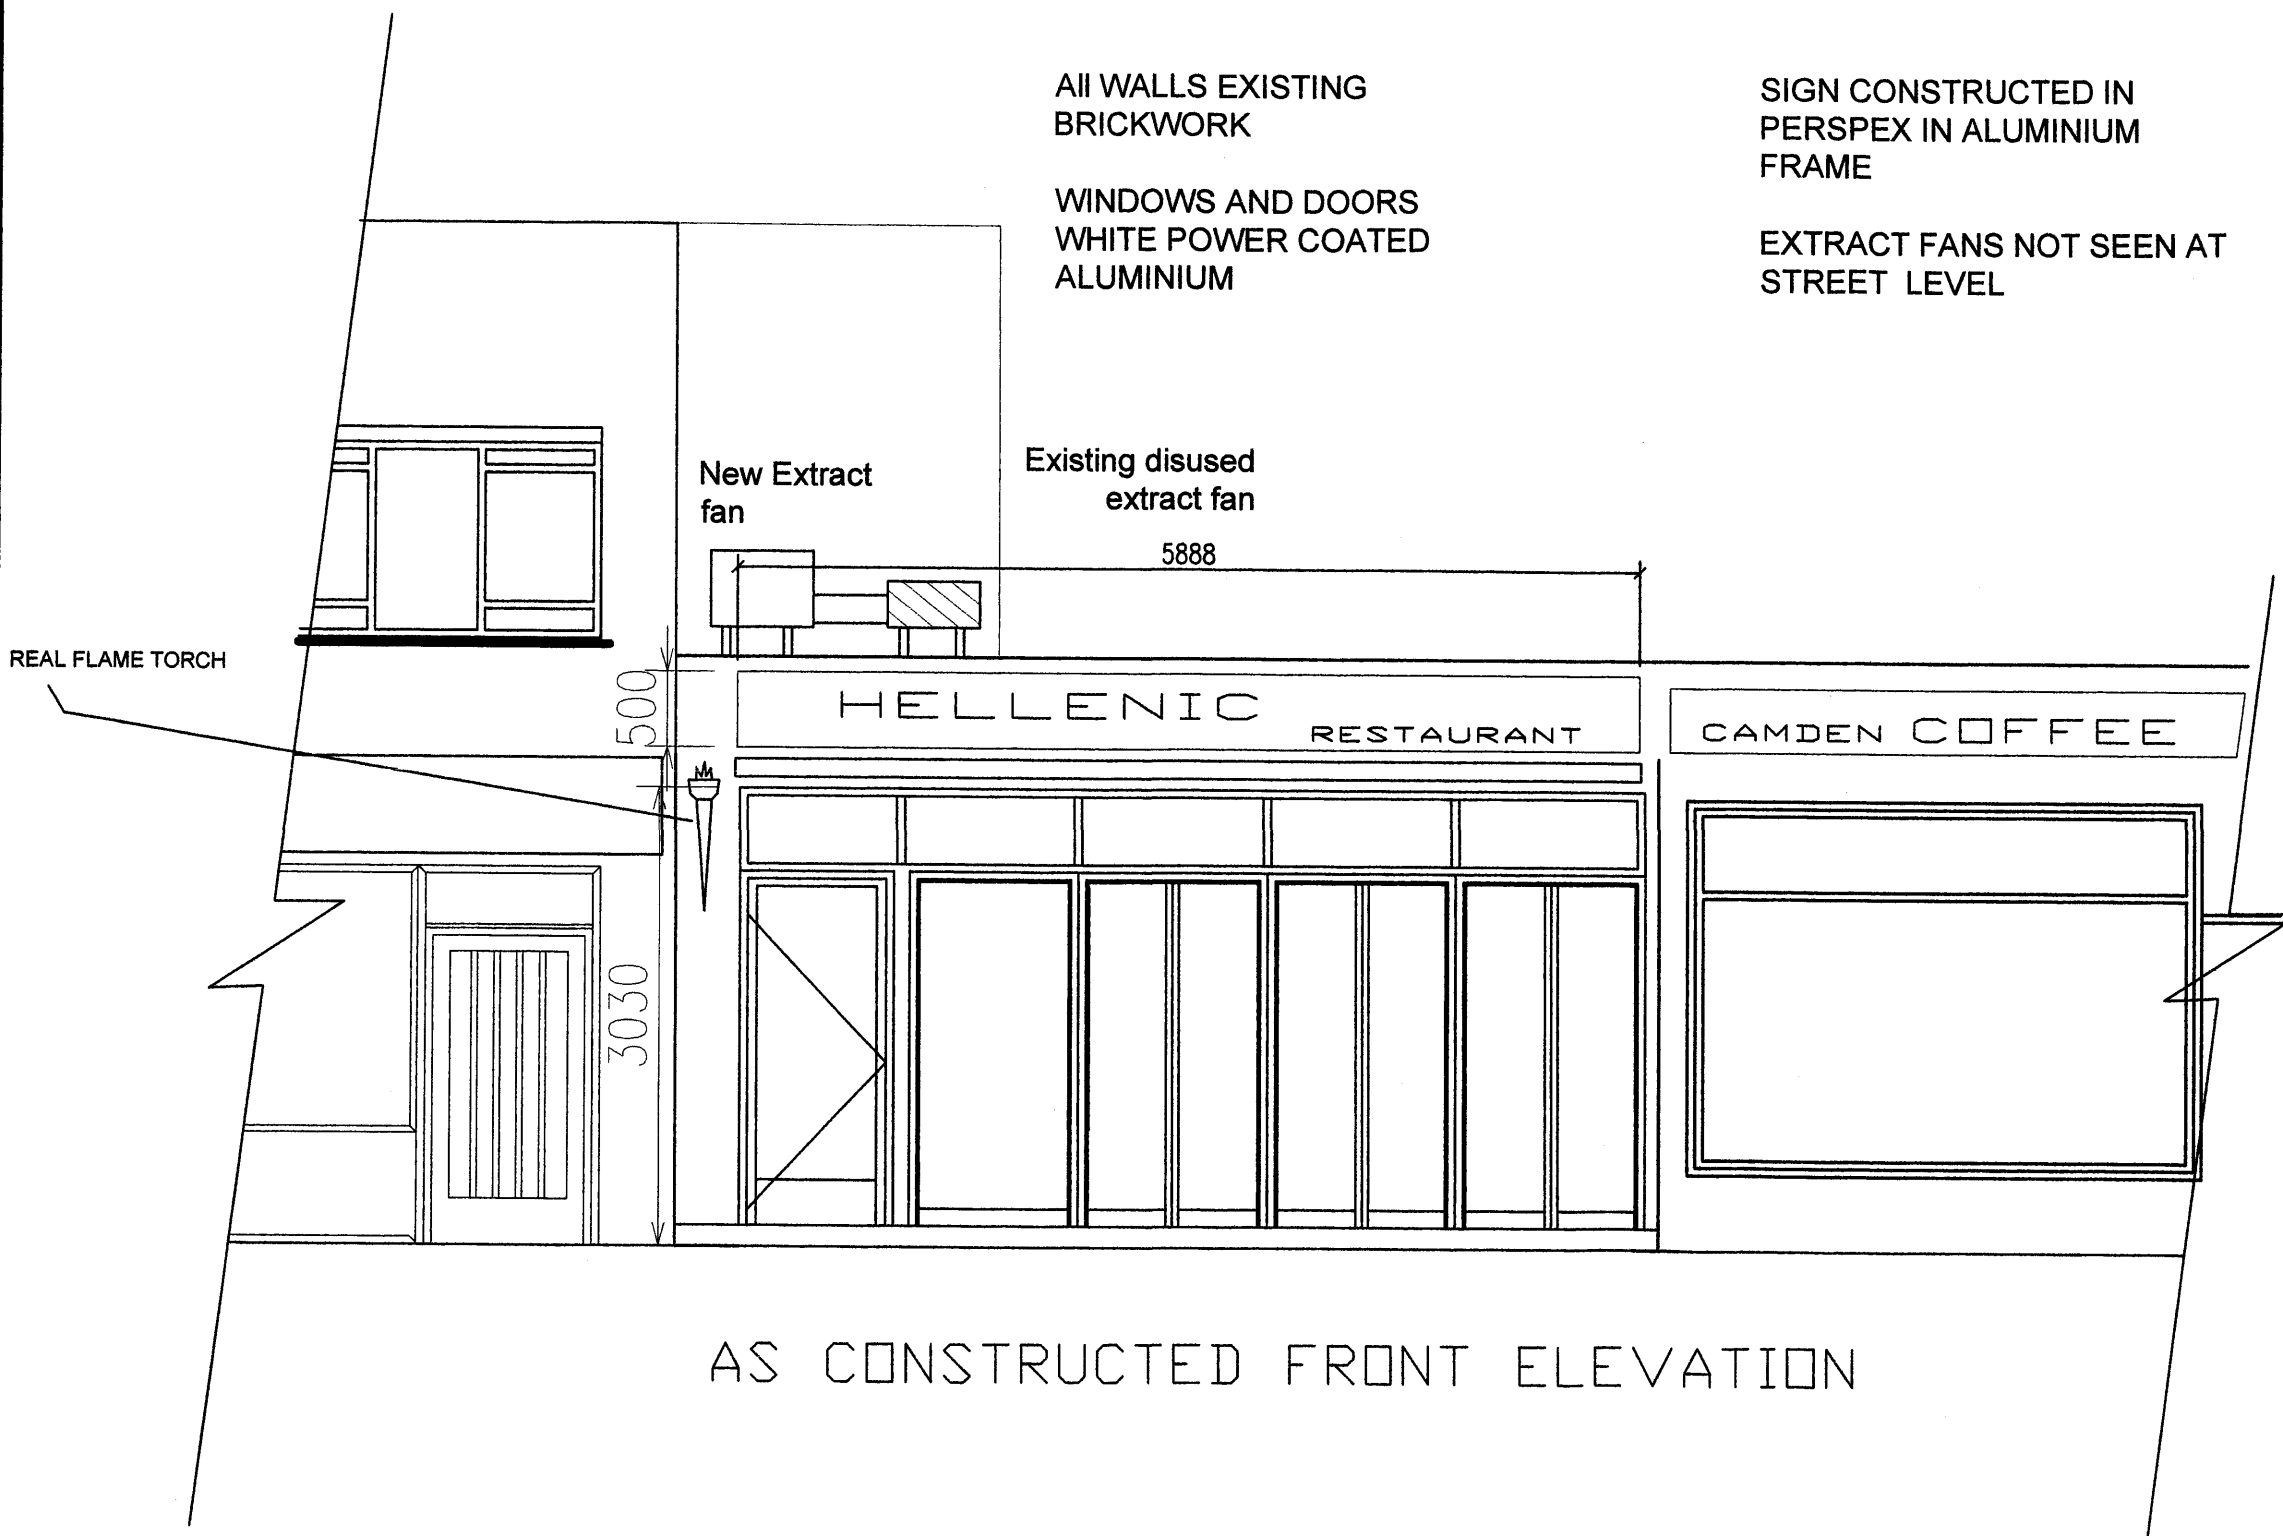 All WALLS EXISTING
BRICKWORK
WINDOWS AND DOORS
WHITE POWER COATED
ALUMINIUM
SIGN CONSTRUCTED IN
PERSPEX IN ALUMINIUM
FRAME
EXTRACT FANS NOT SEEN AT
STREET LEVEL
New Extract
fan
Existing disused
extract fan
5888
REAL FLAME TORCH
500
HELLENIC
RESTAURANT
CAMDEN COFFEE
3030
AS CONSTRUCTED FRONT ELEVATION